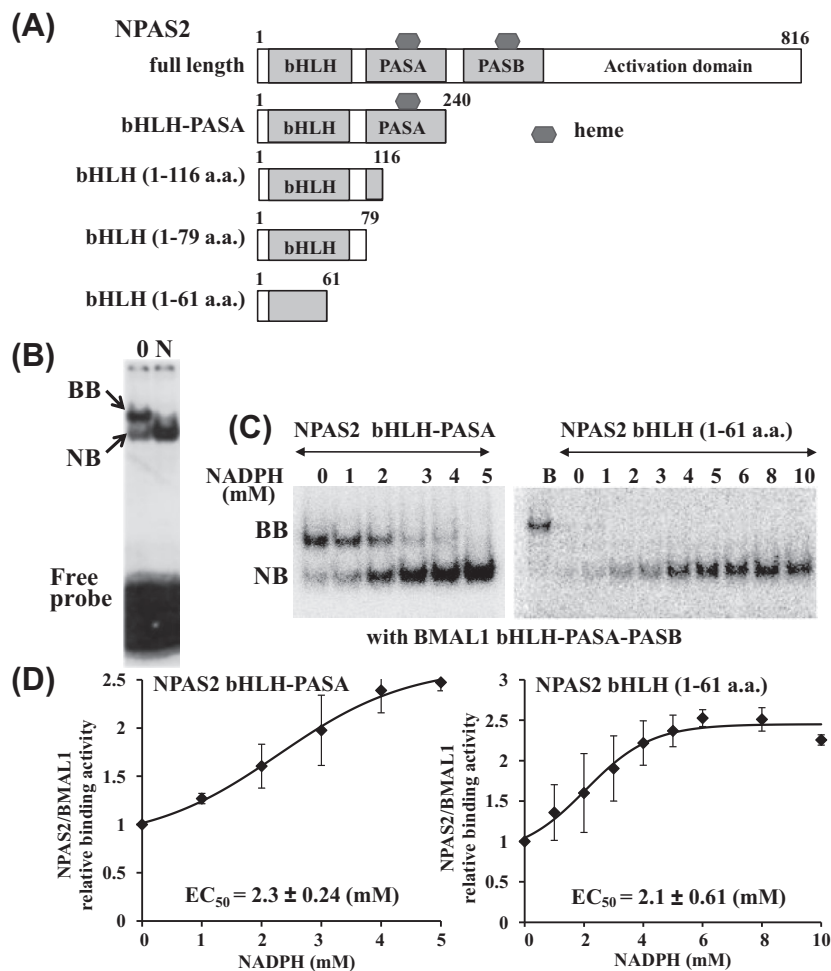 (A)
NPAS2
1
816
full length
bHLH
PASA
PASB
Activation domain
1
240
bHLH-PASA
bHLH
PASA
heme
1
116
bHLH (1-116 a.a.)
bHLH
1
79
bHLH (1-79 a.a.)
bHLH
1
61
bHLH (1-61 a.a.)
(B)
0 N
BB
NB
Free
probe
(C)
NPAS2 bHLH-PASA
NPAS2 bHLH (1-61 a.a.)
NADPH
(mM)
0 1 2 3 4 5
B 0 1 2 3 4 5 6 8 10
BB
NB
with BMAL1 bHLH-PASA-PASB
(D)
NPAS2 bHLH-PASA
NPAS2/BMAL1
relative binding activity
2.5
2
1.5
1
0.5
0
EC50 = 2.3 ± 0.24 (mM)
0 1 2 3 4 5
NADPH (mM)
NPAS2 bHLH (1-61 a.a.)
NPAS2/BMAL1
relative binding activity
3
2.5
2
1.5
1
0.5
0
EC50 = 2.1 ± 0.61 (mM)
0 2 4 6 8 10
NADPH (mM)